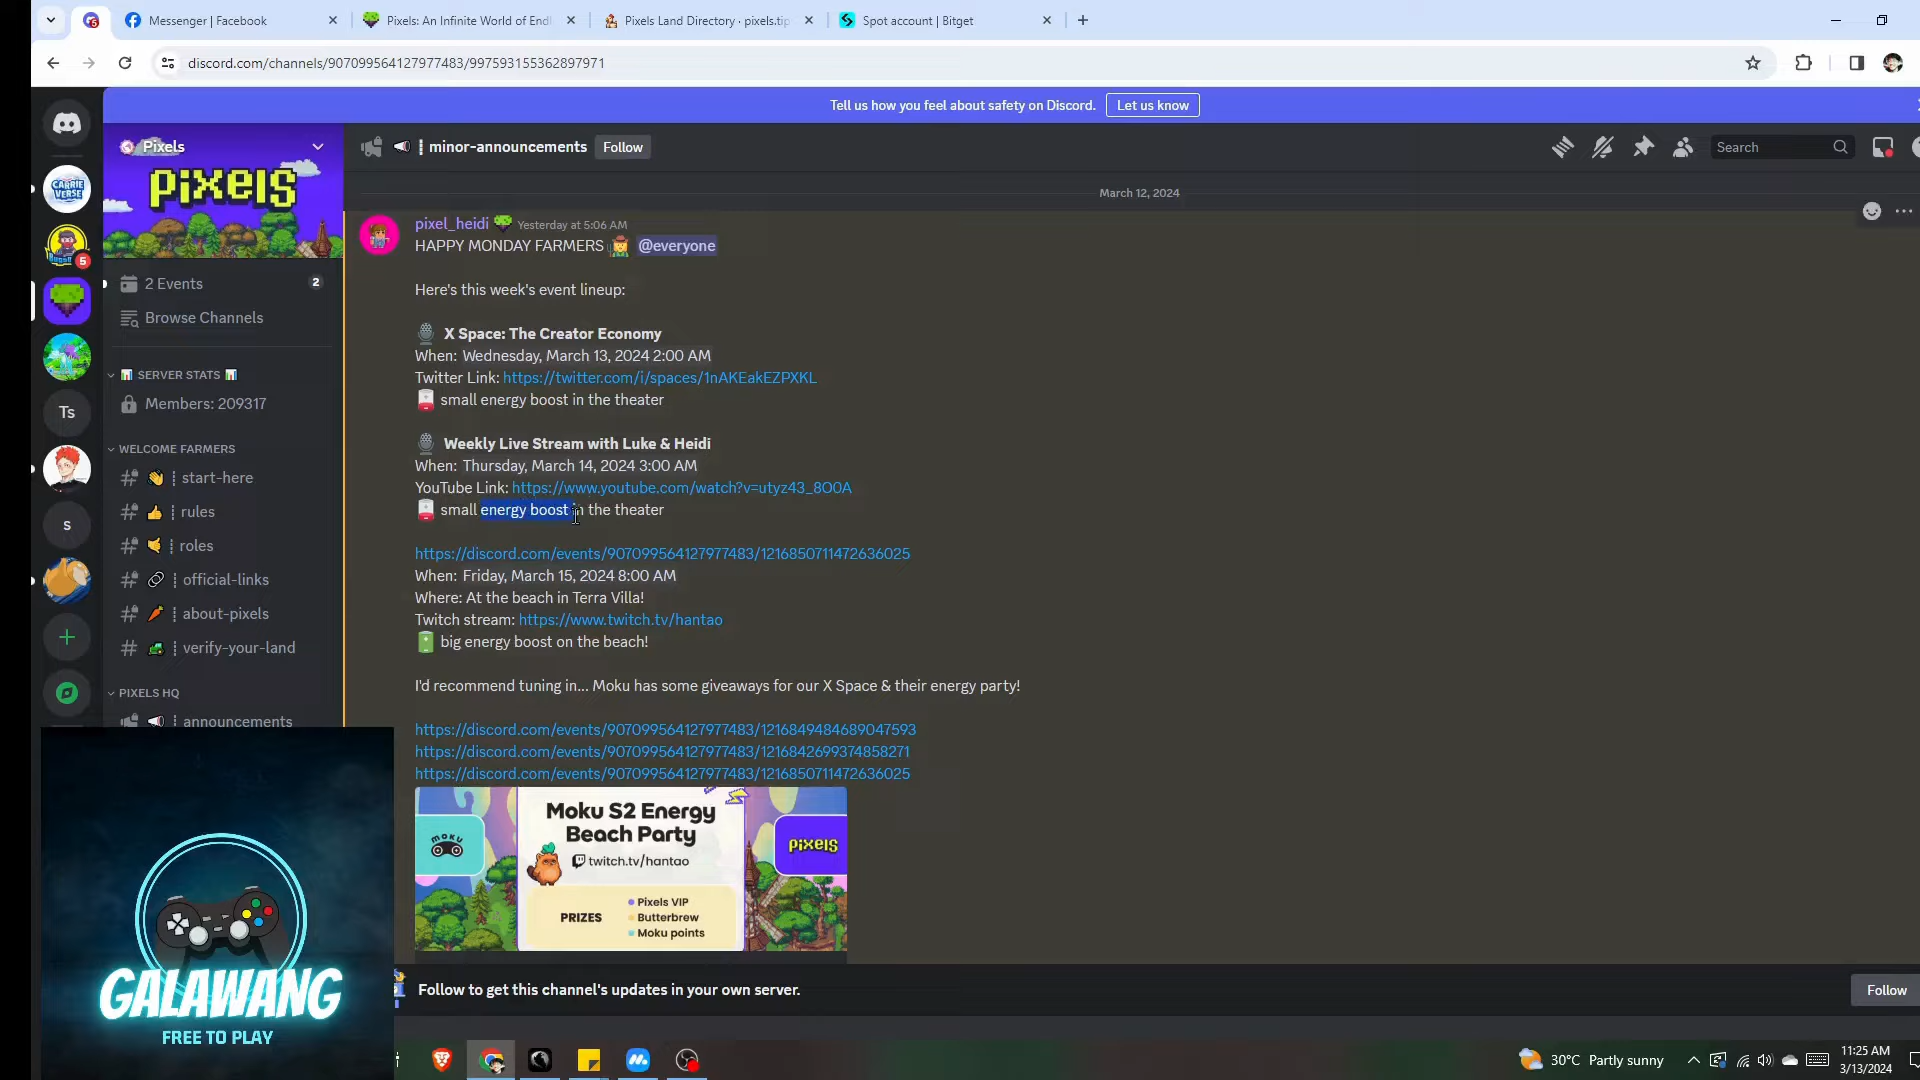 Messenger | Facebook
Pixels: An Infinite World of End
Pixels Land Directory · pixels.tip
Spot account | Bitget
discord.com/channels/907099564127977483/997593155362897971
Tell us how you feel about safety on Discord.
Let us know
Pixels
pixels
minor-announcements
Follow
Search
CARRIE VERSE
5
Ts
s
2 Events
2
Browse Channels
SERVER STATS
Members: 209317
WELCOME FARMERS
start-here
rules
roles
official-links
about-pixels
verify-your-land
PIXELS HQ
announcements
March 12, 2024
pixel_heidi Yesterday at 5:06 AM
HAPPY MONDAY FARMERS @everyone
Here's this week's event lineup:
X Space: The Creator Economy
When: Wednesday, March 13, 2024 2:00 AM
Twitter Link: https://twitter.com/i/spaces/1nAKEakEZPXKL
small energy boost in the theater
Weekly Live Stream with Luke & Heidi
When: Thursday, March 14, 2024 3:00 AM
YouTube Link: https://www.youtube.com/watch?v=utyz43_8O0A
small energy boost in the theater
https://discord.com/events/907099564127977483/1216850711472636025
When: Friday, March 15, 2024 8:00 AM
Where: At the beach in Terra Villa!
Twitch stream: https://www.twitch.tv/hantao
big energy boost on the beach!
I'd recommend tuning in... Moku has some giveaways for our X Space & their energy party!
https://discord.com/events/907099564127977483/1216849484689047593
https://discord.com/events/907099564127977483/1216842699374858271
https://discord.com/events/907099564127977483/1216850711472636025
MOKU
Moku S2 Energy
Beach Party
twitch.tv/hantao
pixels
PRIZES
Pixels VIP
Butterbrew
Moku points
Follow to get this channel's updates in your own server.
Follow
GALAWANG
FREE TO PLAY
30°C Partly sunny
11:25 AM
3/13/2024